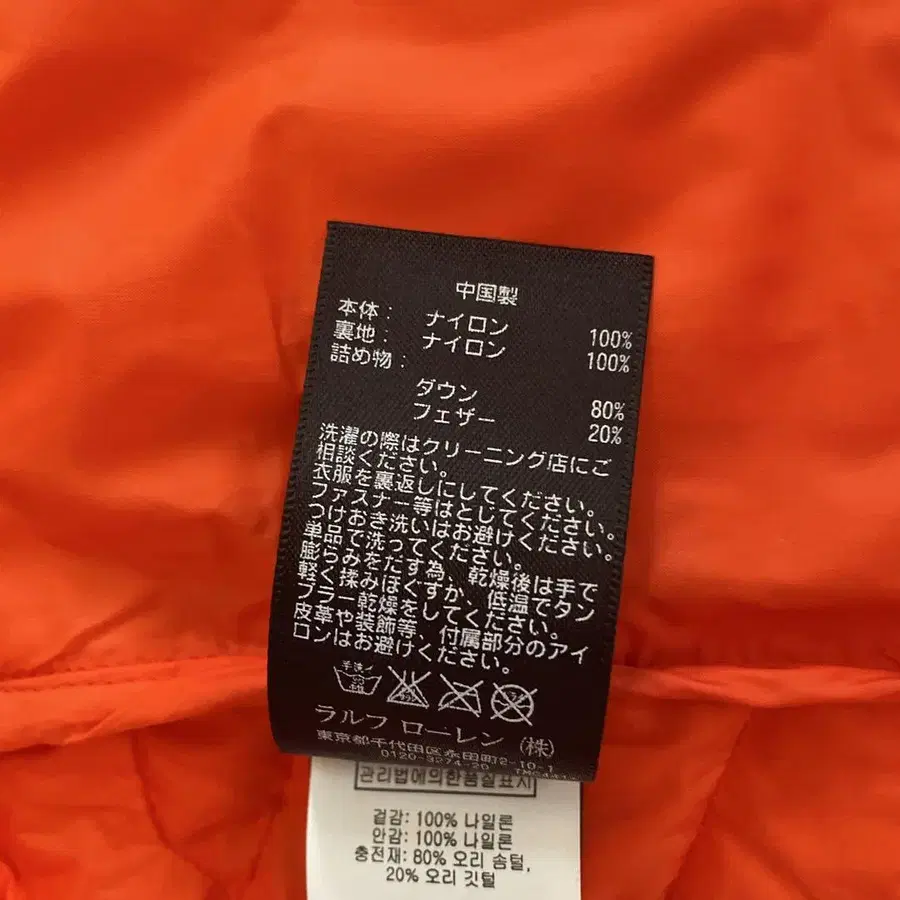 中国製
本体： ナイロン 100%
裏地： ナイロン 100%
詰め物：
ダウン 80%
フェザー 20%
洗濯の際はクリーニング店にご
相談ください。
衣服を裏返しにしてください。
ファスナー等はとじてください。
つけおき洗いはお避けください。
単品で洗ってください。
膨らみをだす為、乾燥後は手で
軽く揉みほぐすか、低温でタン
ブラー乾燥をしてください。
皮革や装飾等、付属部分のアイ
ロンはお避けください。
手洗イ
ラルフ ローレン（株）
東京都千代田区永田町2-10-1
0120-3274-20
관리법에의한품질표시
겉감: 100% 나일론
안감: 100% 나일론
충전재: 80% 오리 솜털,
20% 오리 깃털